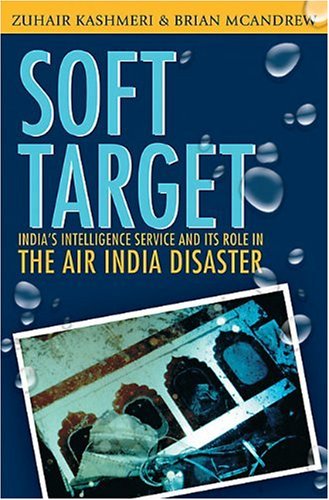 ZUHAIR KASHMERI & BRIAN MCANDREW
SOFT
TARGET
INDIA'S INTELLIGENCE SERVICE AND ITS ROLE IN
THE AIR INDIA DISASTER